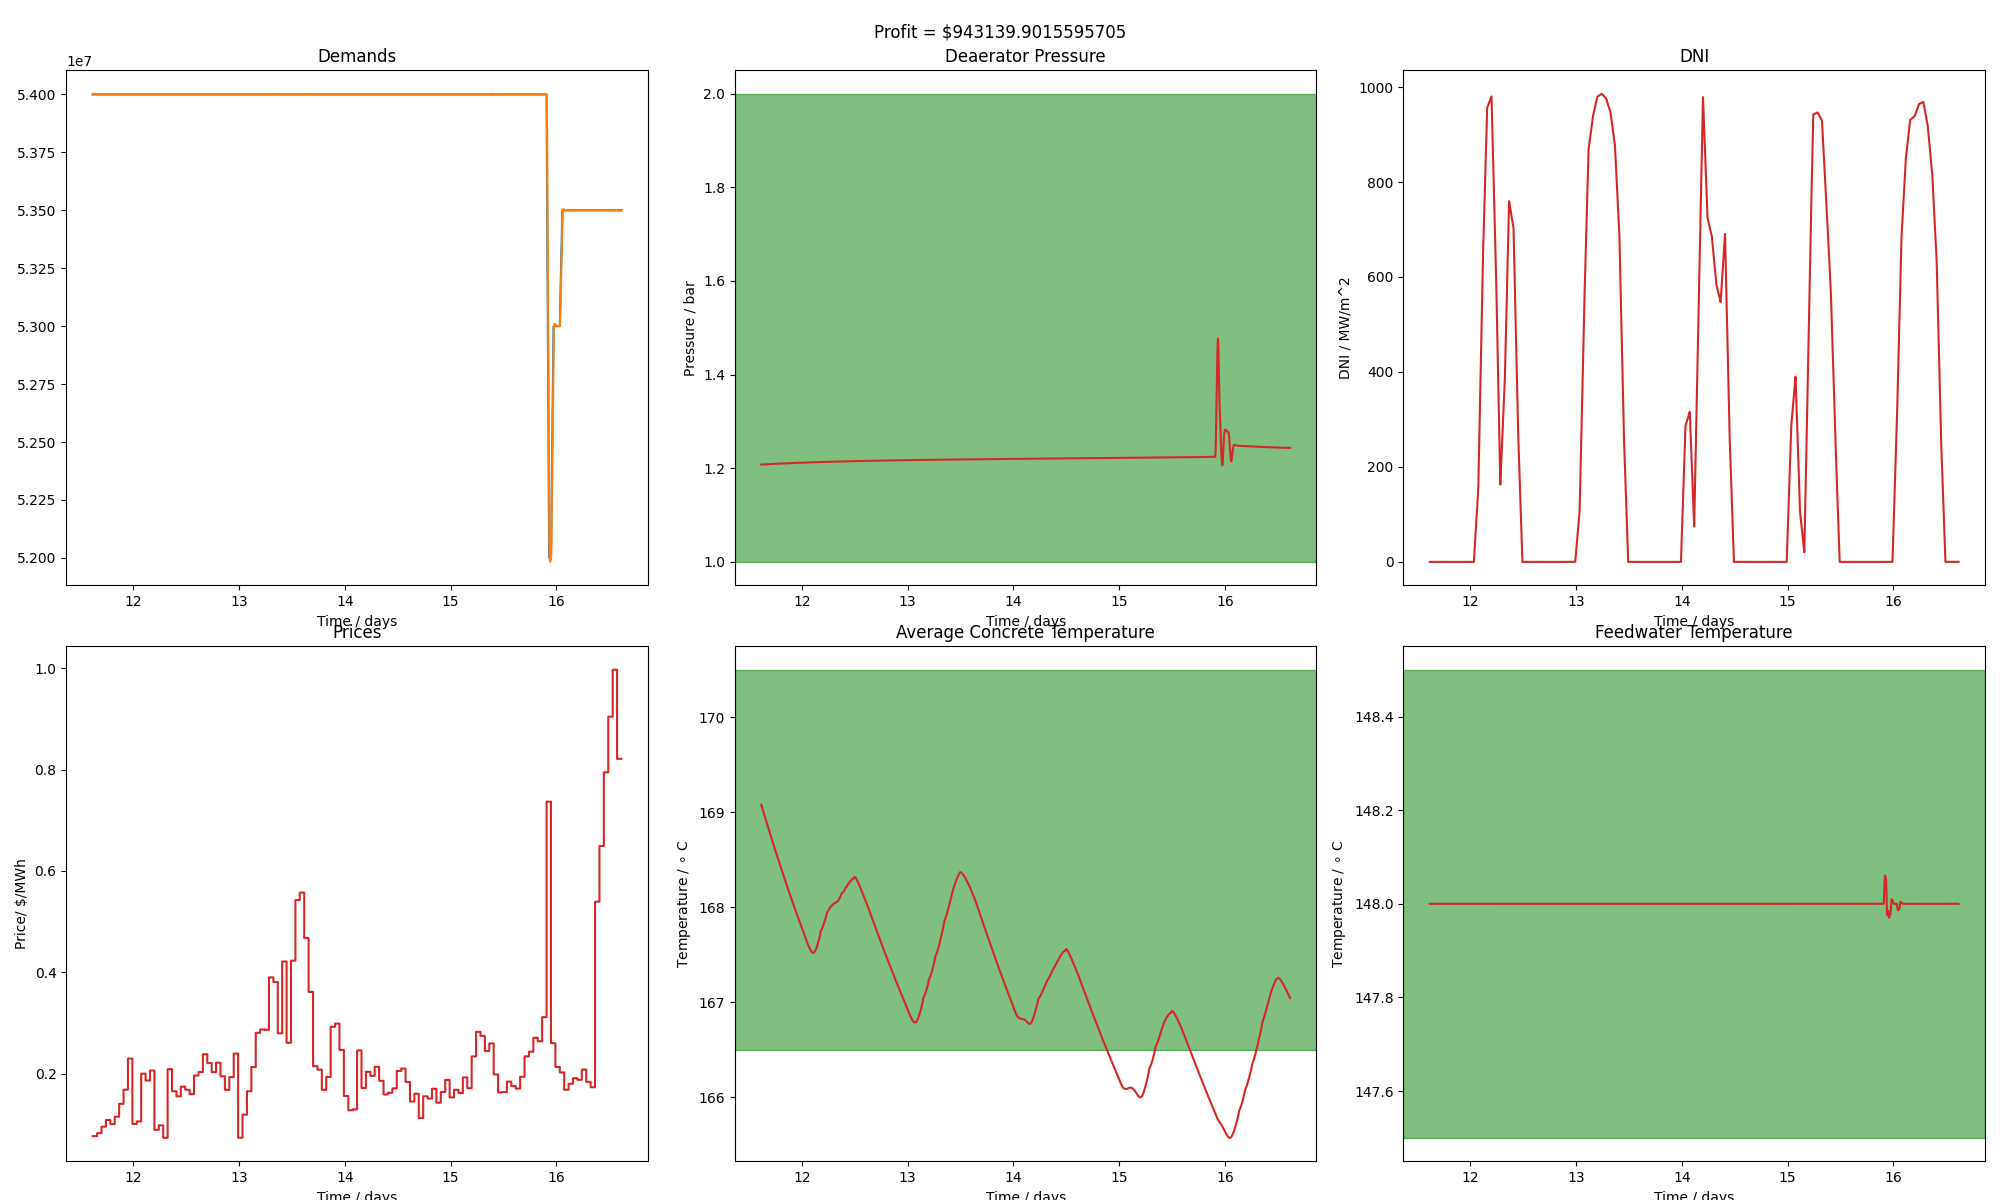 Profit = $943139.9015595705
Demands
1e7
5.400
5.375
5.350
5.325
5.300
5.275
5.250
5.225
5.200
12 13 14 15 16
Time / days
Deaerator Pressure
Pressure / bar
2.0
1.8
1.6
1.4
1.2
1.0
12 13 14 15 16
Time / days
DNI
DNI / MW/m^2
1000
800
600
400
200
0
12 13 14 15 16
Time / days
Prices
Price/ $/MWh
1.0
0.8
0.6
0.4
0.2
12 13 14 15 16
Time / days
Average Concrete Temperature
Temperature / ∘ C
170
169
168
167
166
12 13 14 15 16
Time / days
Feedwater Temperature
Temperature / ∘ C
148.4
148.2
148.0
147.8
147.6
12 13 14 15 16
Time / days